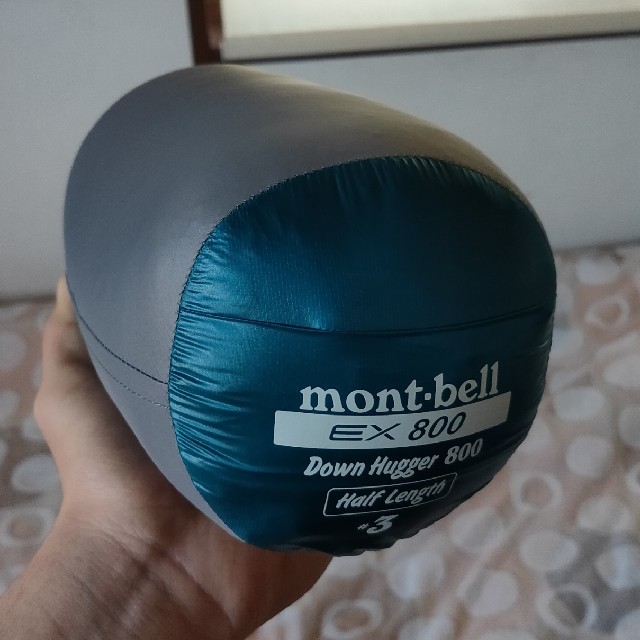 mont·bell
EX 800
Down Hugger 800
Half Length
#3